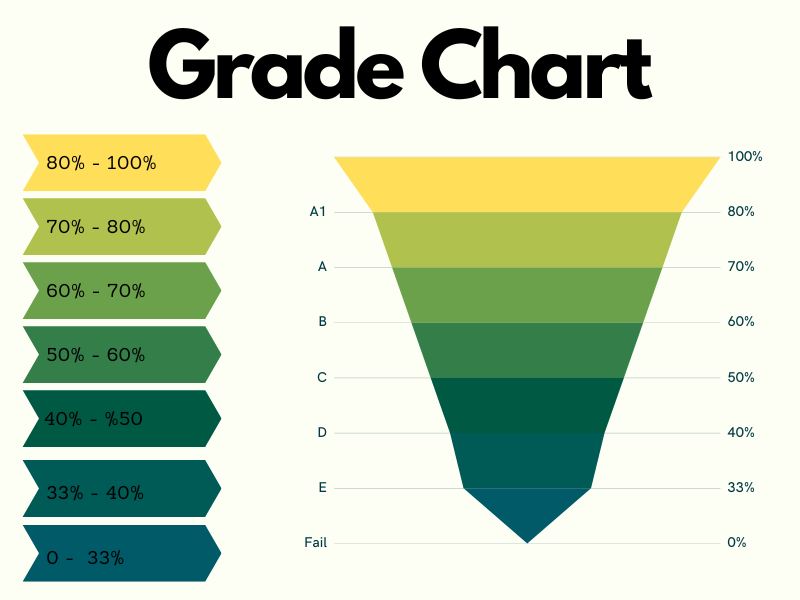 Grade Chart
80% - 100%
70% - 80%
60% - 70%
50% - 60%
40% - %50
33% - 40%
0 - 33%
100%
A1 80%
A 70%
B 60%
C 50%
D 40%
E 33%
Fail 0%